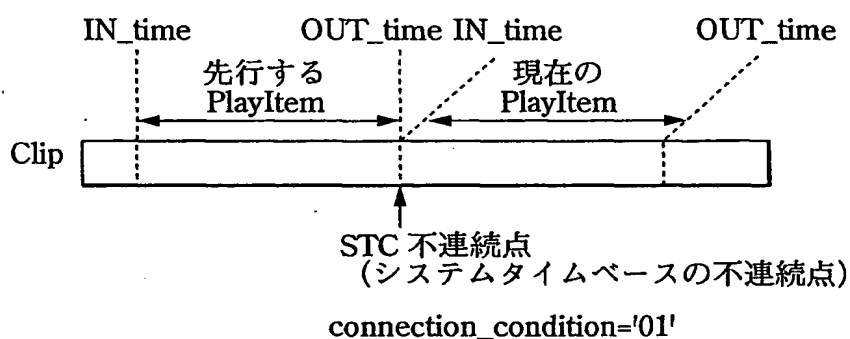 IN_time OUT_time IN_time OUT_time
先行する 現在の
PlayItem PlayItem
Clip
STC 不連続点
(システムタイムベースの不連続点)
connection_condition='01'